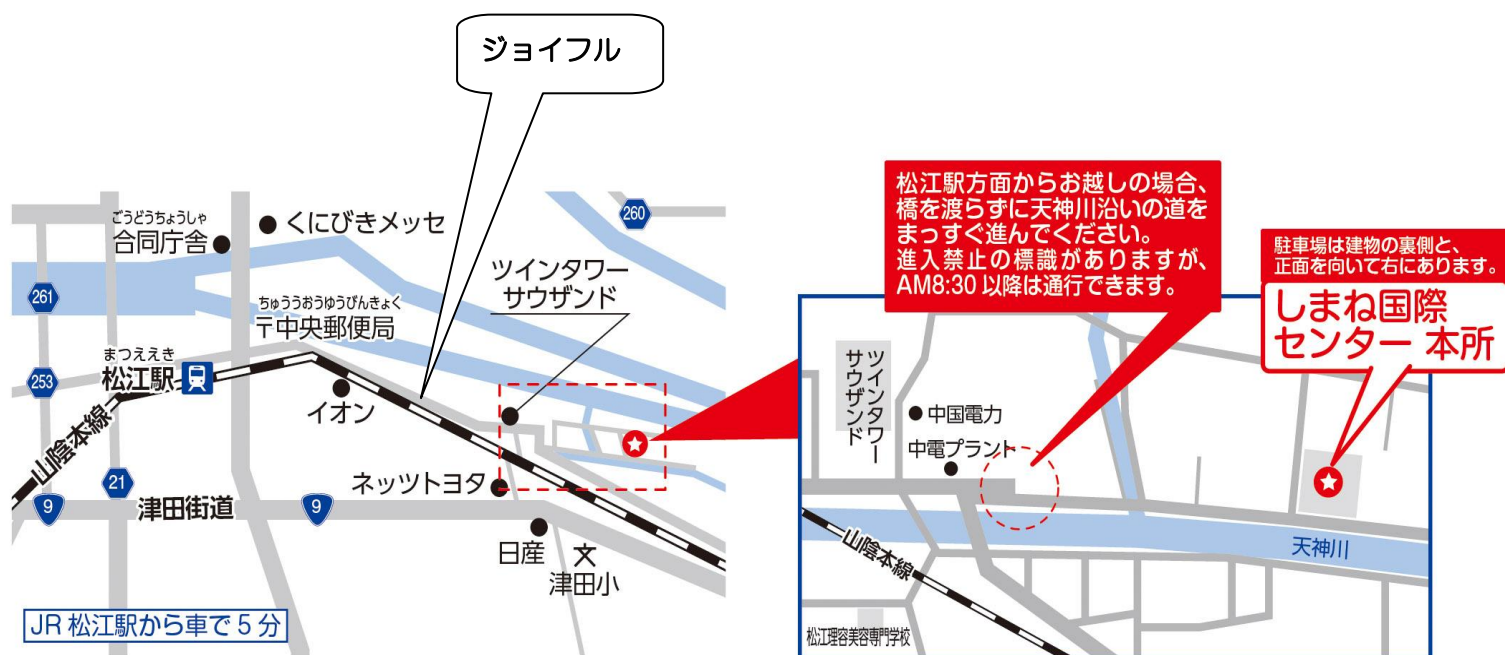 ジョイフル
ごうどうちょうしゃ
合同庁舎
くにびきメッセ
260
261
ツインタワー
サウザンド
ちゅううおうゆうびんきょく
〒中央郵便局
まつええき
松江駅
253
イオン
山陰本線
21
ネッツトヨタ
9
津田街道
9
日産
文
津田小
JR 松江駅から車で 5 分
松江駅方面からお越しの場合、
橋を渡らずに天神川沿いの道を
まっすぐ進んでください。
進入禁止の標識がありますが、
AM8:30 以降は通行できます。
駐車場は建物の裏側と、
正面を向いて右にあります。
しまね国際
センター 本所
ツインタワー
サウザンド
中国電力
中電プラント
天神川
山陰本線
松江理容美容専門学校